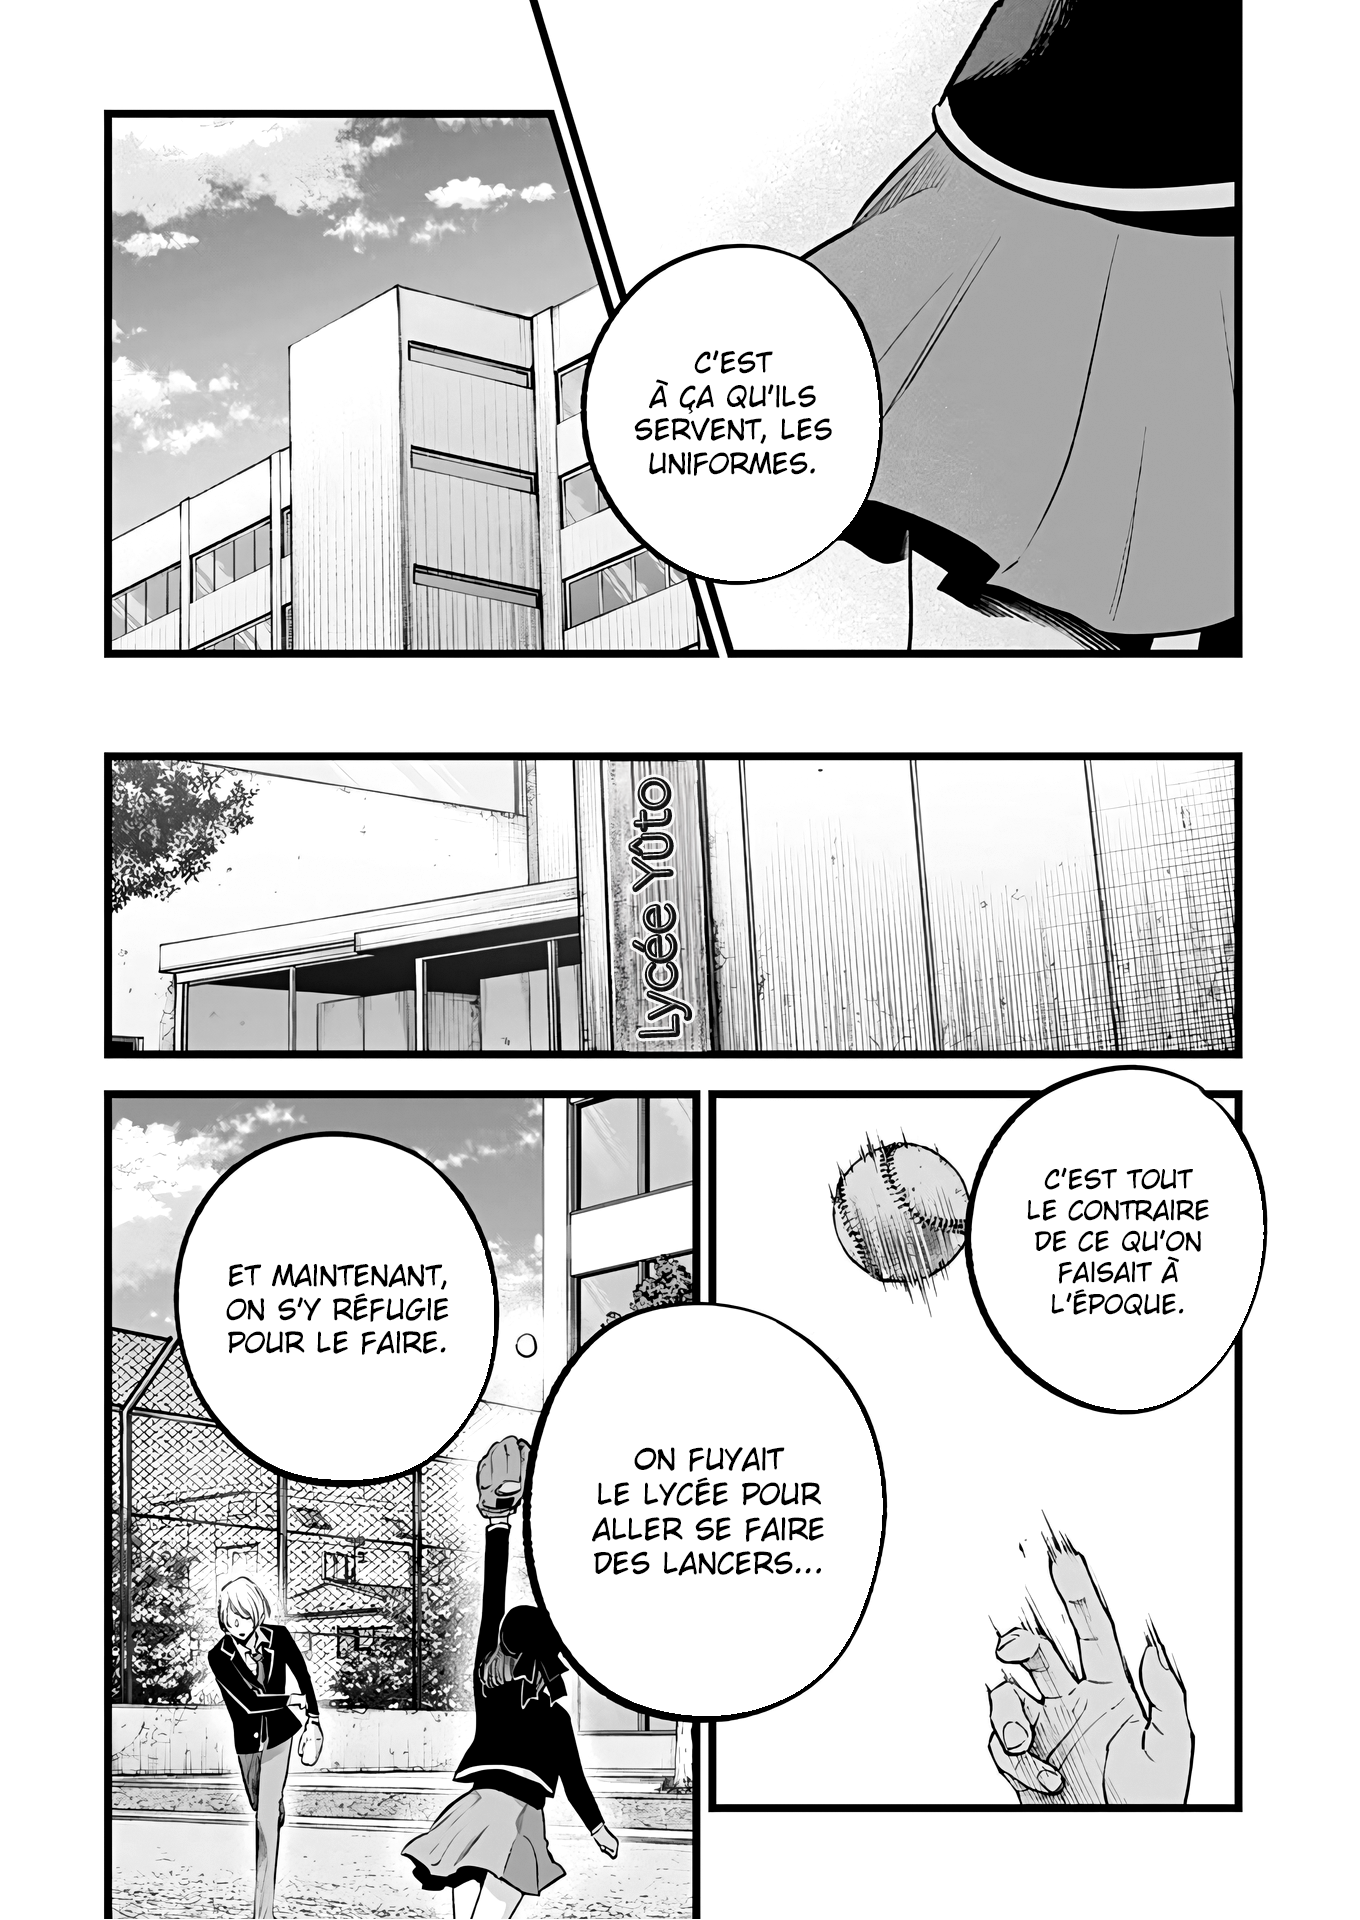 C'EST
À ÇA QU'ILS
SERVENT, LES
UNIFORMES.
Lycée Yûto
C'EST TOUT
LE CONTRAIRE
DE CE QU'ON
FAISAIT À
L'ÉPOQUE.
ON FUYAIT
LE LYCÉE POUR
ALLER SE FAIRE
DES LANCERS...
ET MAINTENANT,
ON S'Y RÉFUGIE
POUR LE FAIRE.